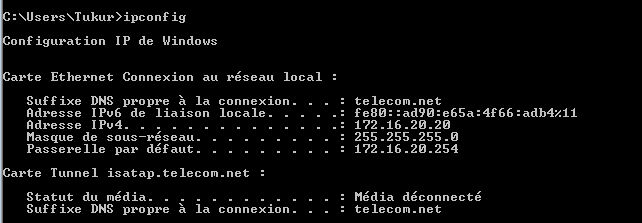 C:\Users\Tukur>ipconfig
Configuration IP de Windows
Carte Ethernet Connexion au réseau local :
Suffixe DNS propre à la connexion. . . : telecom.net
Adresse IPv6 de liaison locale. . . . .: fe80::ad90:e65a:4f66:adb4%11
Adresse IPv4. . . . . . . . . . . . . .: 172.16.20.20
Masque de sous-réseau. . . . . . . . . : 255.255.255.0
Passerelle par défaut. . . . . . . . . : 172.16.20.254
Carte Tunnel isatap.telecom.net :
Statut du média. . . . . . . . . . . . : Média déconnecté
Suffixe DNS propre à la connexion. . . : telecom.net